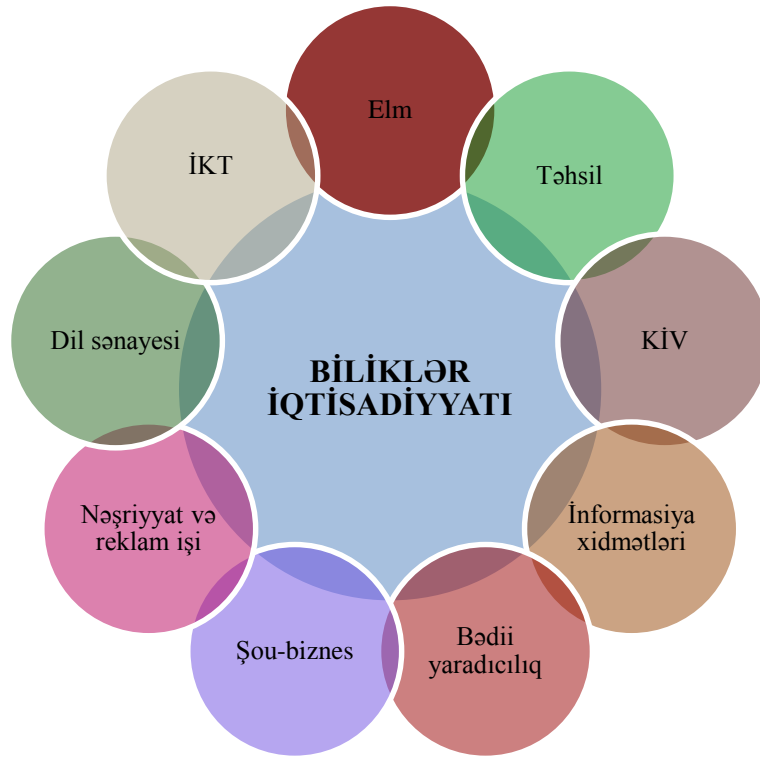 Elm
İKT
Təhsil
Dil sənayesi
KİV
BİLİKLƏR
İQTİSADİYYATI
Nəşriyyat və
reklam işi
İnformasiya
xidmətləri
Şou-biznes
Bədii
yaradıcılıq